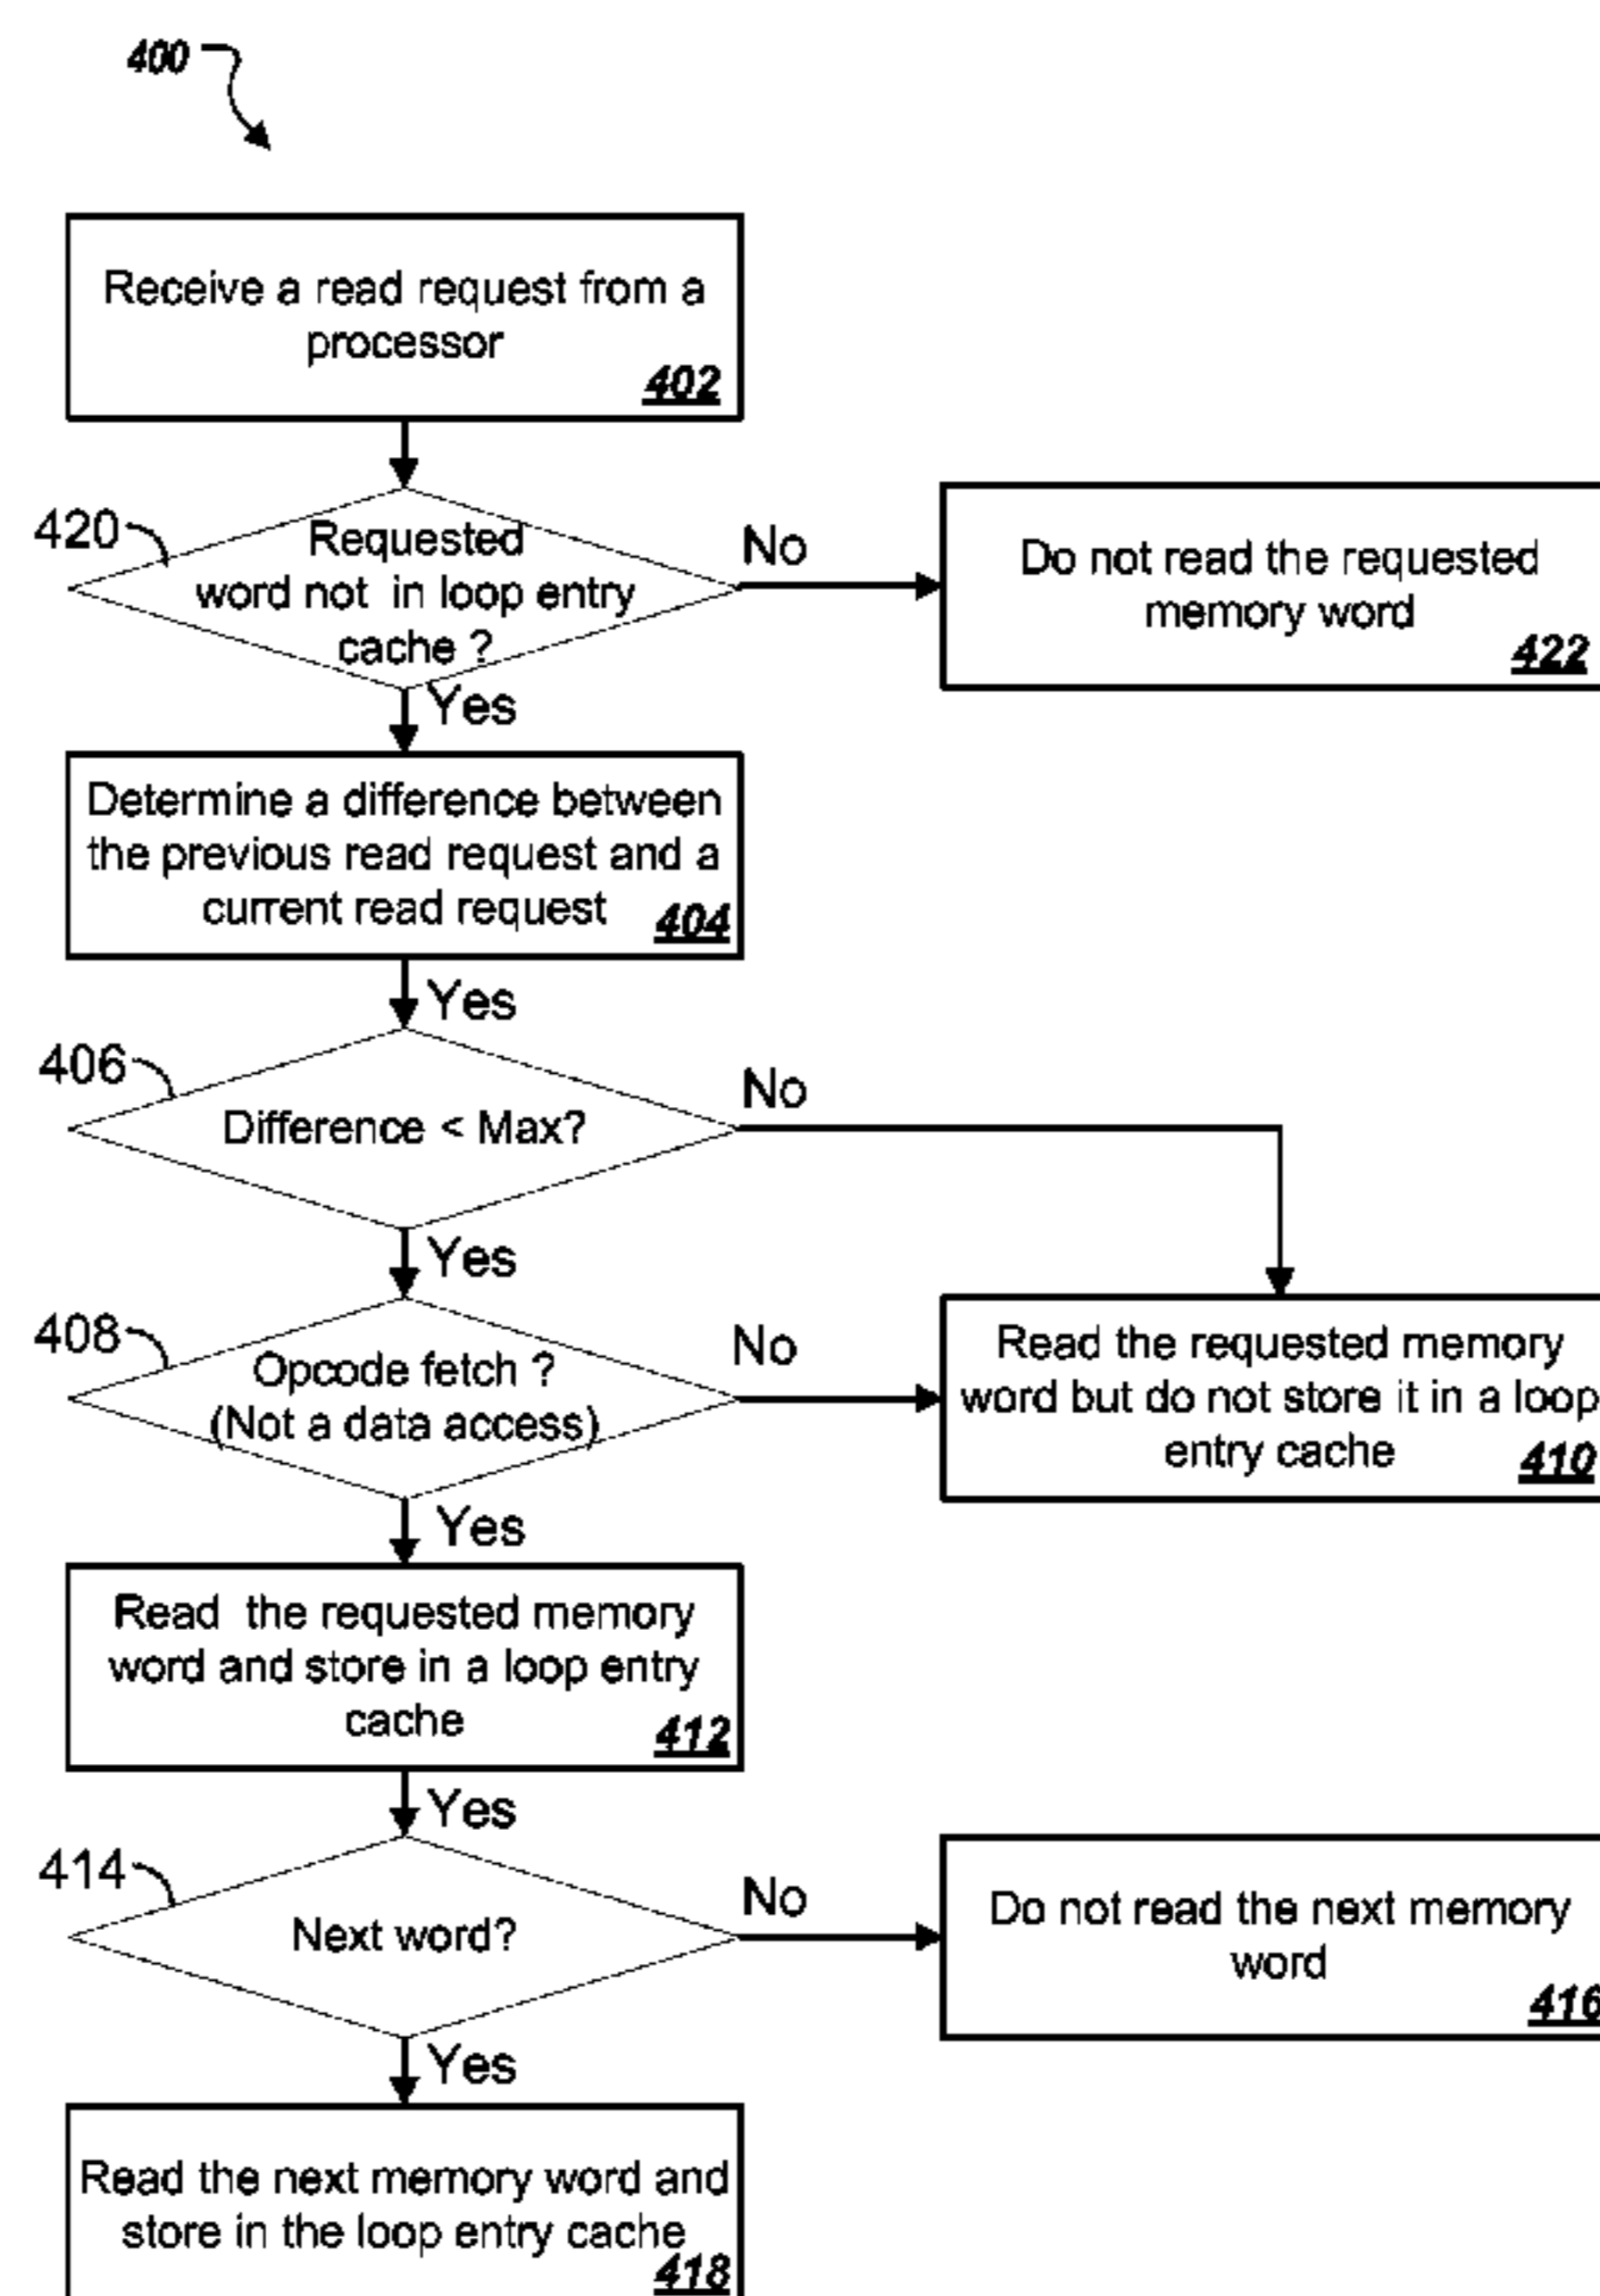 400
Receive a read request from a
processor
402
420
Requested
word not in loop entry
cache ?
No
Do not read the requested
memory word
422
Yes
Determine a difference between
the previous read request and a
current read request
404
Yes
406
Difference < Max?
No
Yes
408
Opcode fetch ?
(Not a data access)
No
Read the requested memory
word but do not store it in a loop
entry cache
410
Yes
Read the requested memory
word and store in a loop entry
cache
412
Yes
414
Next word?
No
Do not read the next memory
word
416
Yes
Read the next memory word and
store in the loop entry cache
418